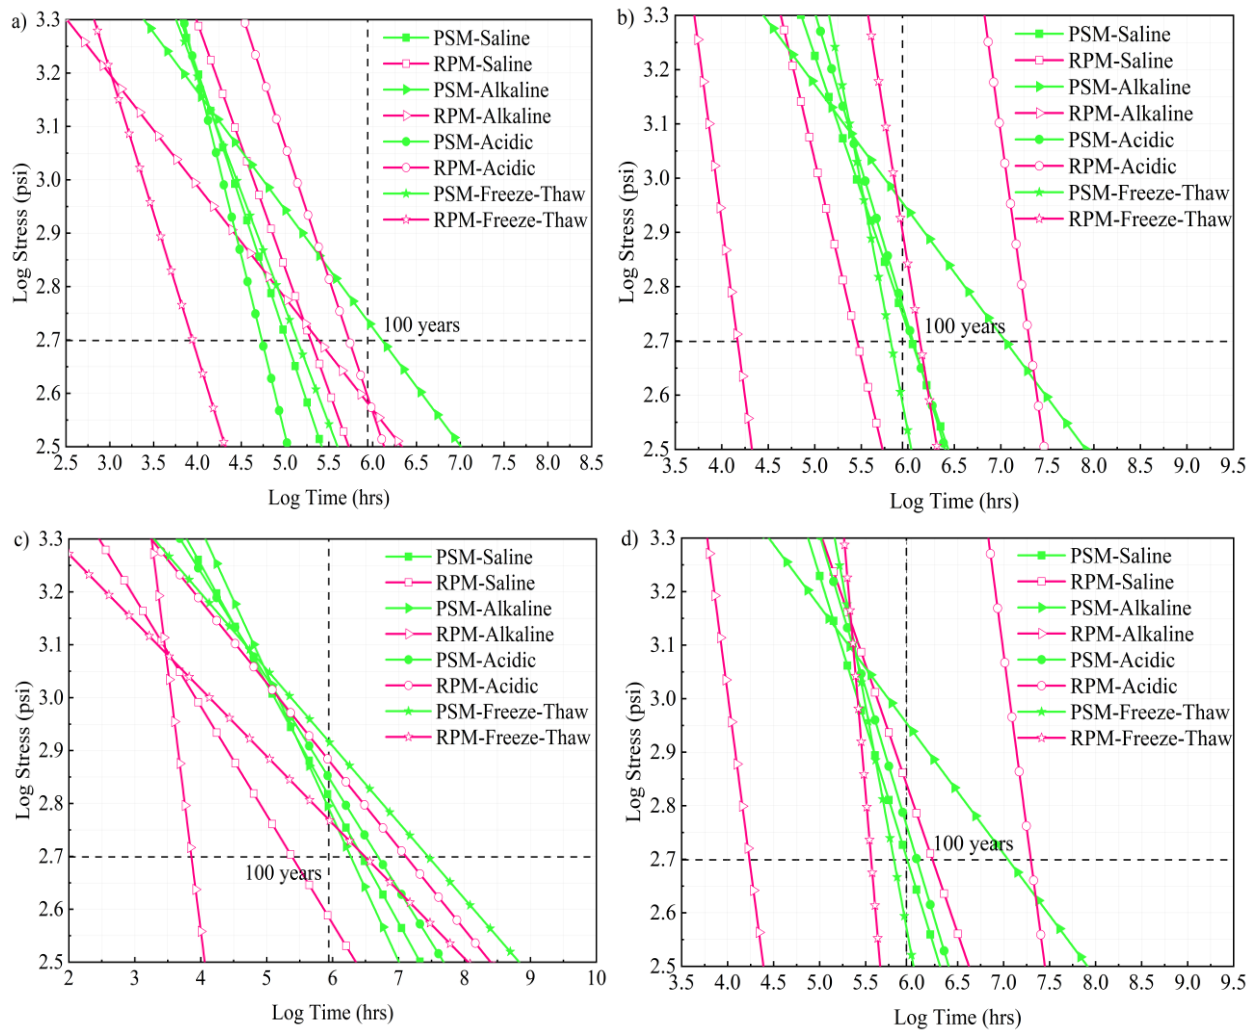 a)
3.3
3.2
3.1
3.0
2.9
2.8
2.7
2.6
2.5
Log Stress (psi)
PSM-Saline
RPM-Saline
PSM-Alkaline
RPM-Alkaline
PSM-Acidic
RPM-Acidic
PSM-Freeze-Thaw
RPM-Freeze-Thaw
100 years
2.5 3.0 3.5 4.0 4.5 5.0 5.5 6.0 6.5 7.0 7.5 8.0 8.5
Log Time (hrs)
b)
3.3
3.2
3.1
3.0
2.9
2.8
2.7
2.6
2.5
Log Stress (psi)
PSM-Saline
RPM-Saline
PSM-Alkaline
RPM-Alkaline
PSM-Acidic
RPM-Acidic
PSM-Freeze-Thaw
RPM-Freeze-Thaw
100 years
3.5 4.0 4.5 5.0 5.5 6.0 6.5 7.0 7.5 8.0 8.5 9.0 9.5
Log Time (hrs)
c)
3.3
3.2
3.1
3.0
2.9
2.8
2.7
2.6
2.5
Log Stress (psi)
PSM-Saline
RPM-Saline
PSM-Alkaline
RPM-Alkaline
PSM-Acidic
RPM-Acidic
PSM-Freeze-Thaw
RPM-Freeze-Thaw
100 years
2 3 4 5 6 7 8 9 10
Log Time (hrs)
d)
3.3
3.2
3.1
3.0
2.9
2.8
2.7
2.6
2.5
Log Stress (psi)
PSM-Saline
RPM-Saline
PSM-Alkaline
RPM-Alkaline
PSM-Acidic
RPM-Acidic
PSM-Freeze-Thaw
RPM-Freeze-Thaw
100 years
3.5 4.0 4.5 5.0 5.5 6.0 6.5 7.0 7.5 8.0 8.5 9.0 9.5
Log Time (hrs)